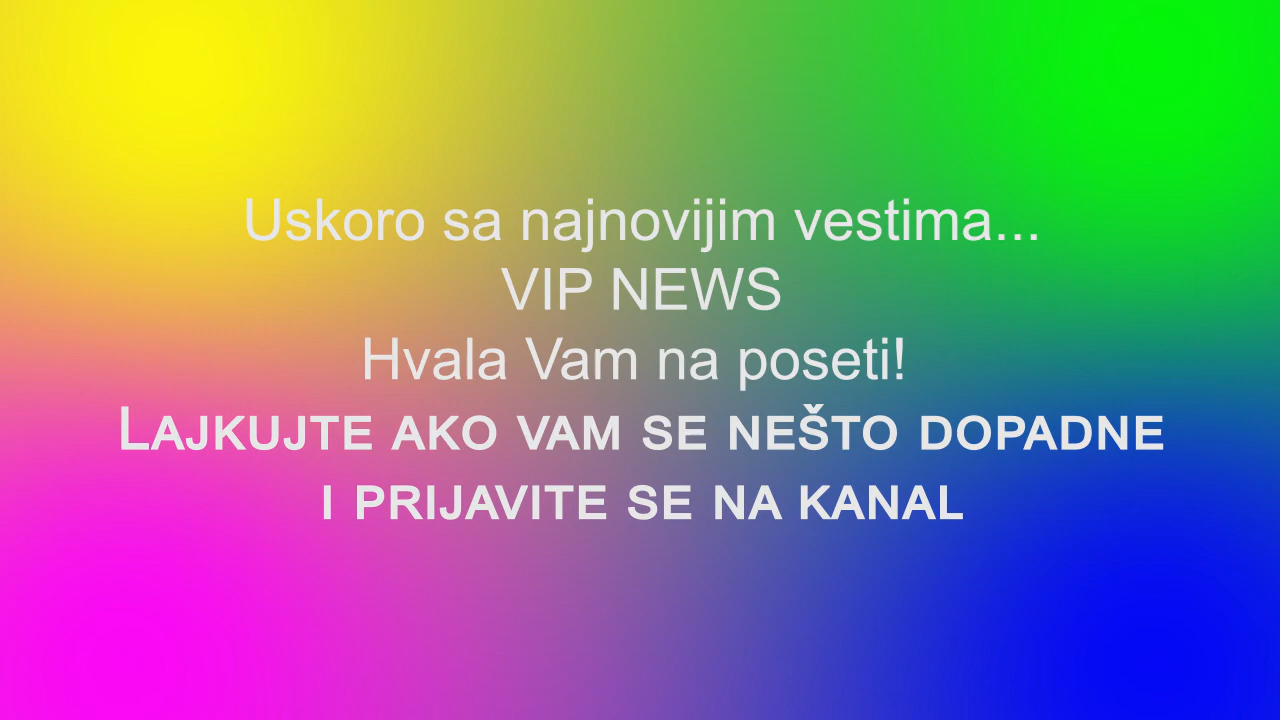 Uskoro sa najnovijim vestima...
VIP NEWS
Hvala Vam na poseti!
LAJKUJTE AKO VAM SE NEŠTO DOPADNE
I PRIJAVITE SE NA KANAL